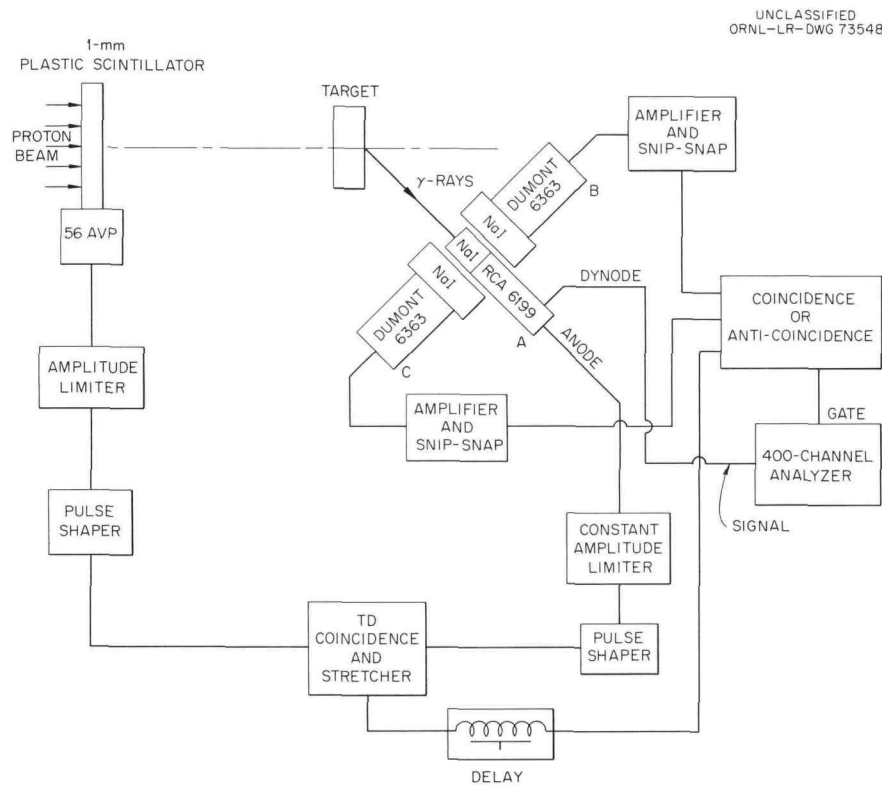 UNCLASSIFIED
ORNL-LR-DWG 73548
1-mm
PLASTIC SCINTILLATOR
TARGET
PROTON
BEAM
γ-RAYS
56 AVP
DUMONT
6363
B
NaI
NaI
RCA 6199
A
NaI
DUMONT
6363
C
DYNODE
ANODE
AMPLIFIER
AND
SNIP-SNAP
COINCIDENCE
OR
ANTI-COINCIDENCE
AMPLITUDE
LIMITER
AMPLIFIER
AND
SNIP-SNAP
GATE
400-CHANNEL
ANALYZER
SIGNAL
PULSE
SHAPER
CONSTANT
AMPLITUDE
LIMITER
TD
COINCIDENCE
AND
STRETCHER
PULSE
SHAPER
DELAY